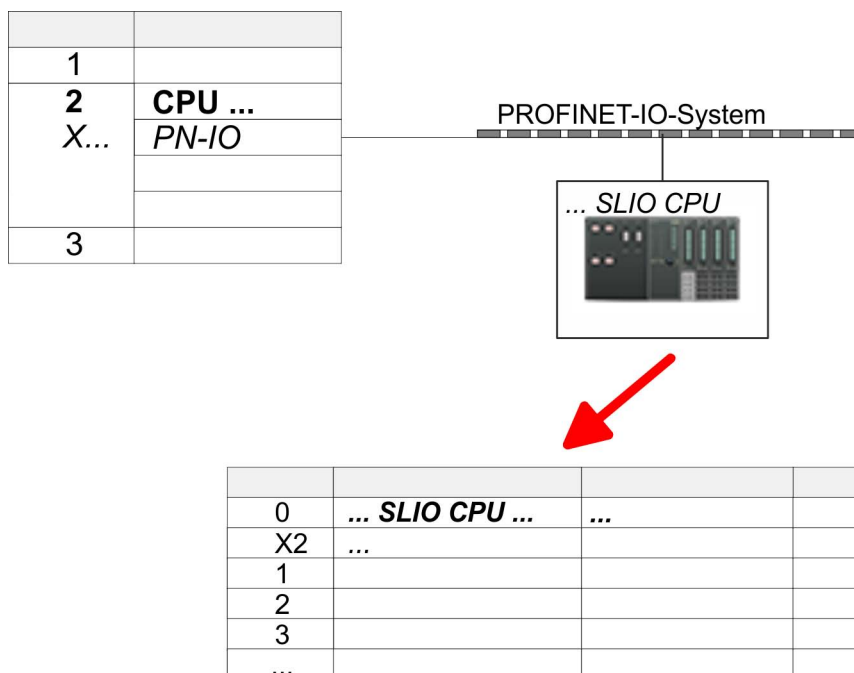 1
2 CPU ...
X... PN-IO
3
PROFINET-IO-System
... SLIO CPU
0 ... SLIO CPU ... ...
X2 ...
1
2
3
...